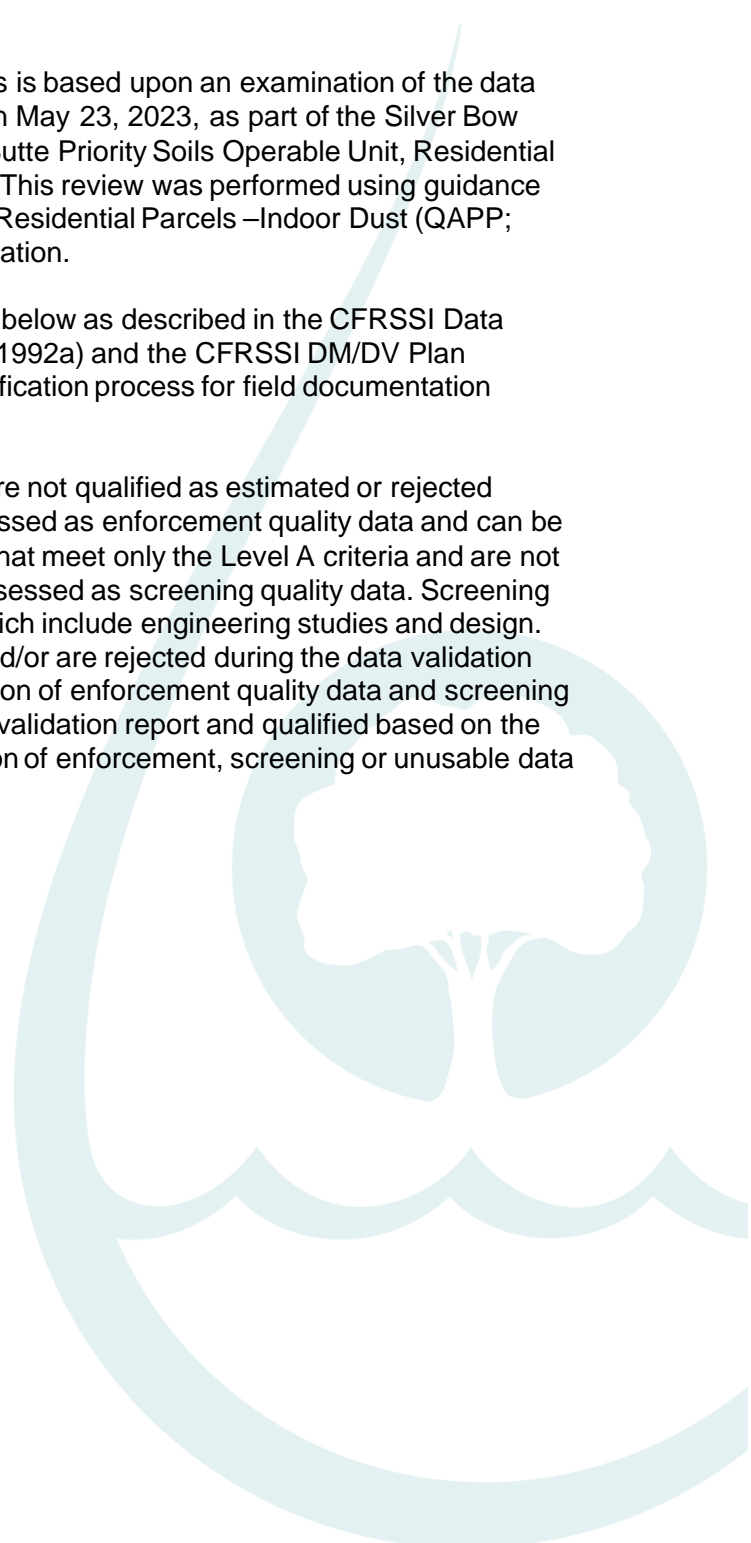 s is based upon an examination of the data
n May 23, 2023, as part of the Silver Bow
utte Priority Soils Operable Unit, Residential
This review was performed using guidance
Residential Parcels –Indoor Dust (QAPP;
ation.
below as described in the CFRSSI Data
1992a) and the CFRSSI DM/DV Plan
fication process for field documentation
re not qualified as estimated or rejected
ssed as enforcement quality data and can be
hat meet only the Level A criteria and are not
sessed as screening quality data. Screening
ich include engineering studies and design.
d/or are rejected during the data validation
ion of enforcement quality data and screening
validation report and qualified based on the
on of enforcement, screening or unusable data